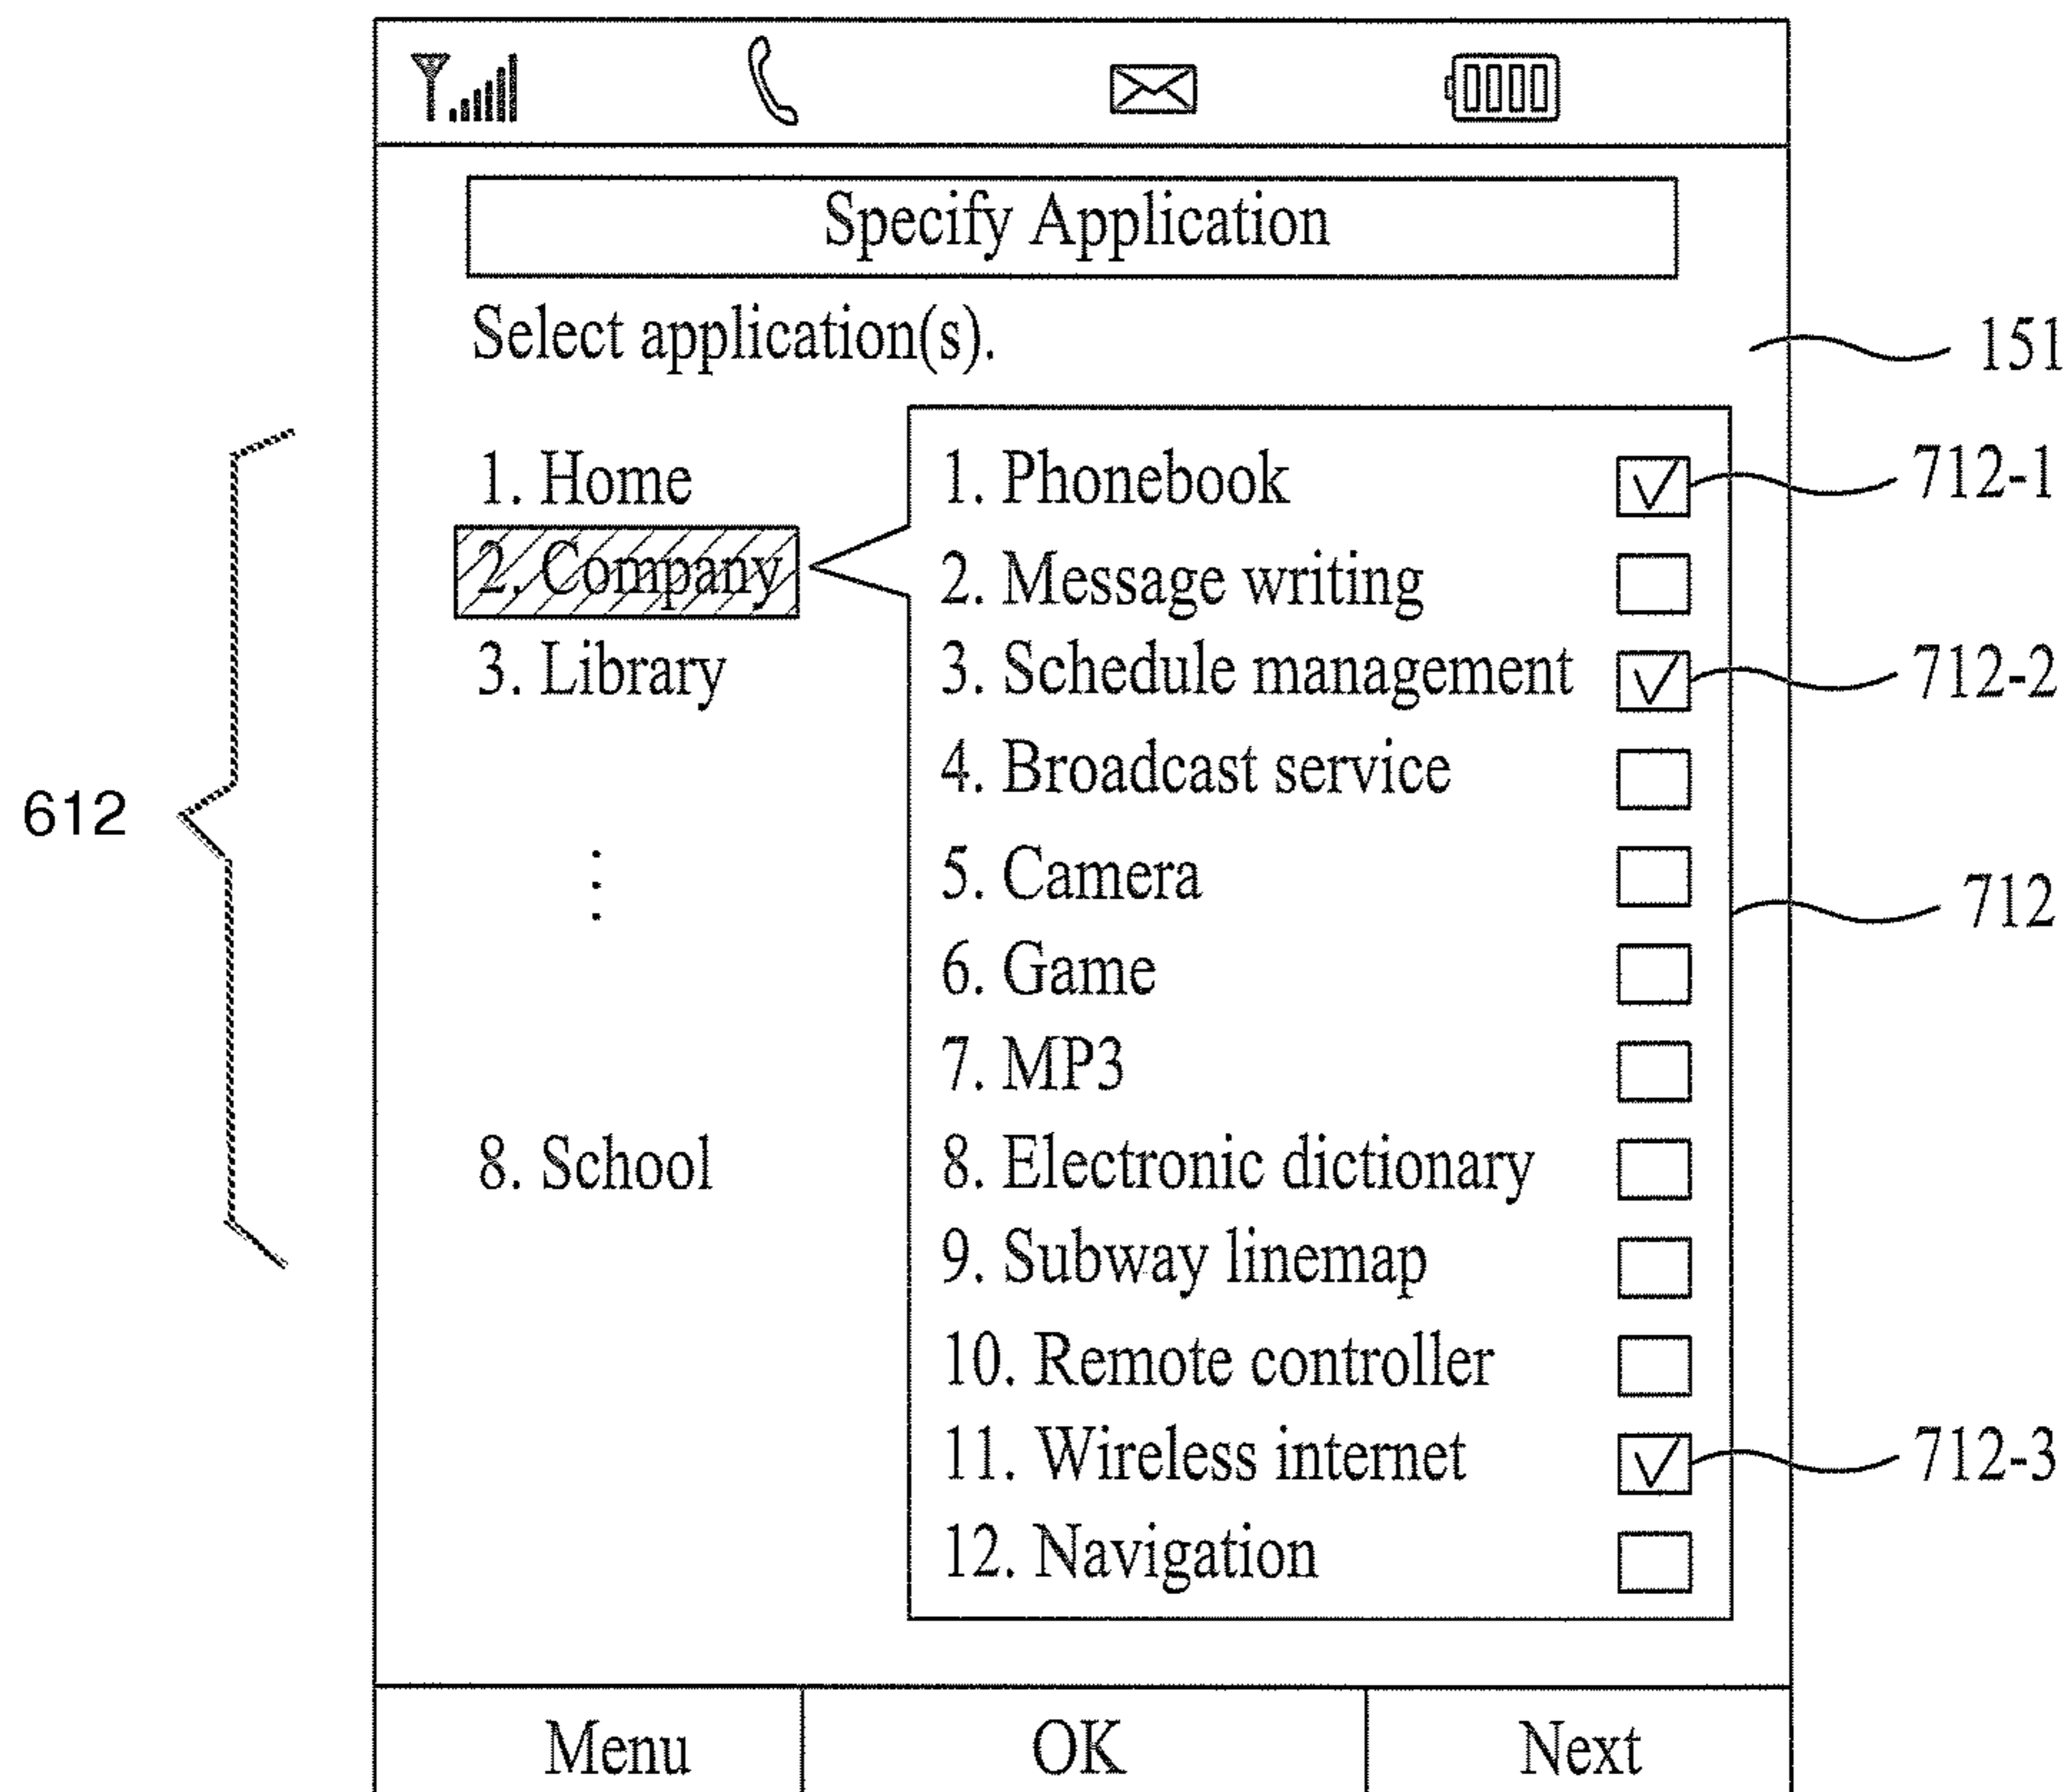 Specify Application
Select application(s).
151
1. Home
2. Company
3. Library
8. School
612
1. Phonebook
712-1
2. Message writing
3. Schedule management
712-2
4. Broadcast service
5. Camera
712
6. Game
7. MP3
8. Electronic dictionary
9. Subway linemap
10. Remote controller
11. Wireless internet
712-3
12. Navigation
Menu OK Next